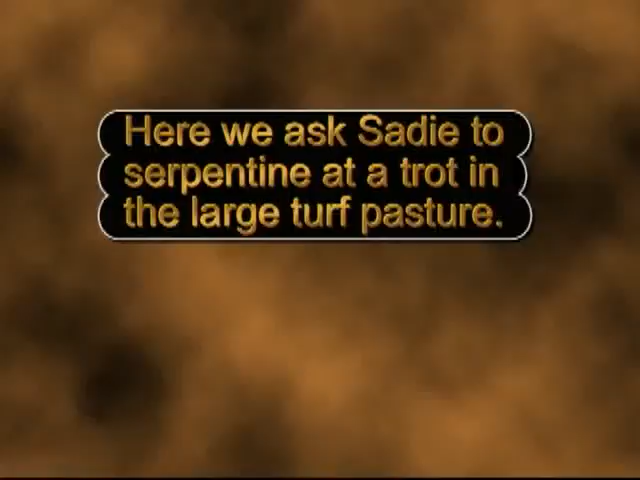 Here we ask Sadie to
serpentine at a trot in
the large turf pasture.